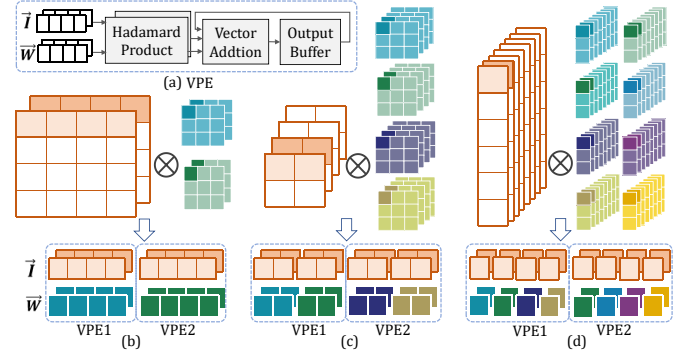 I
W
Hadamard
Product
Vector
Addtion
Output
Buffer
(a) VPE
I
W
VPE1
VPE2
(b)
VPE1
VPE2
(c)
VPE1
VPE2
(d)